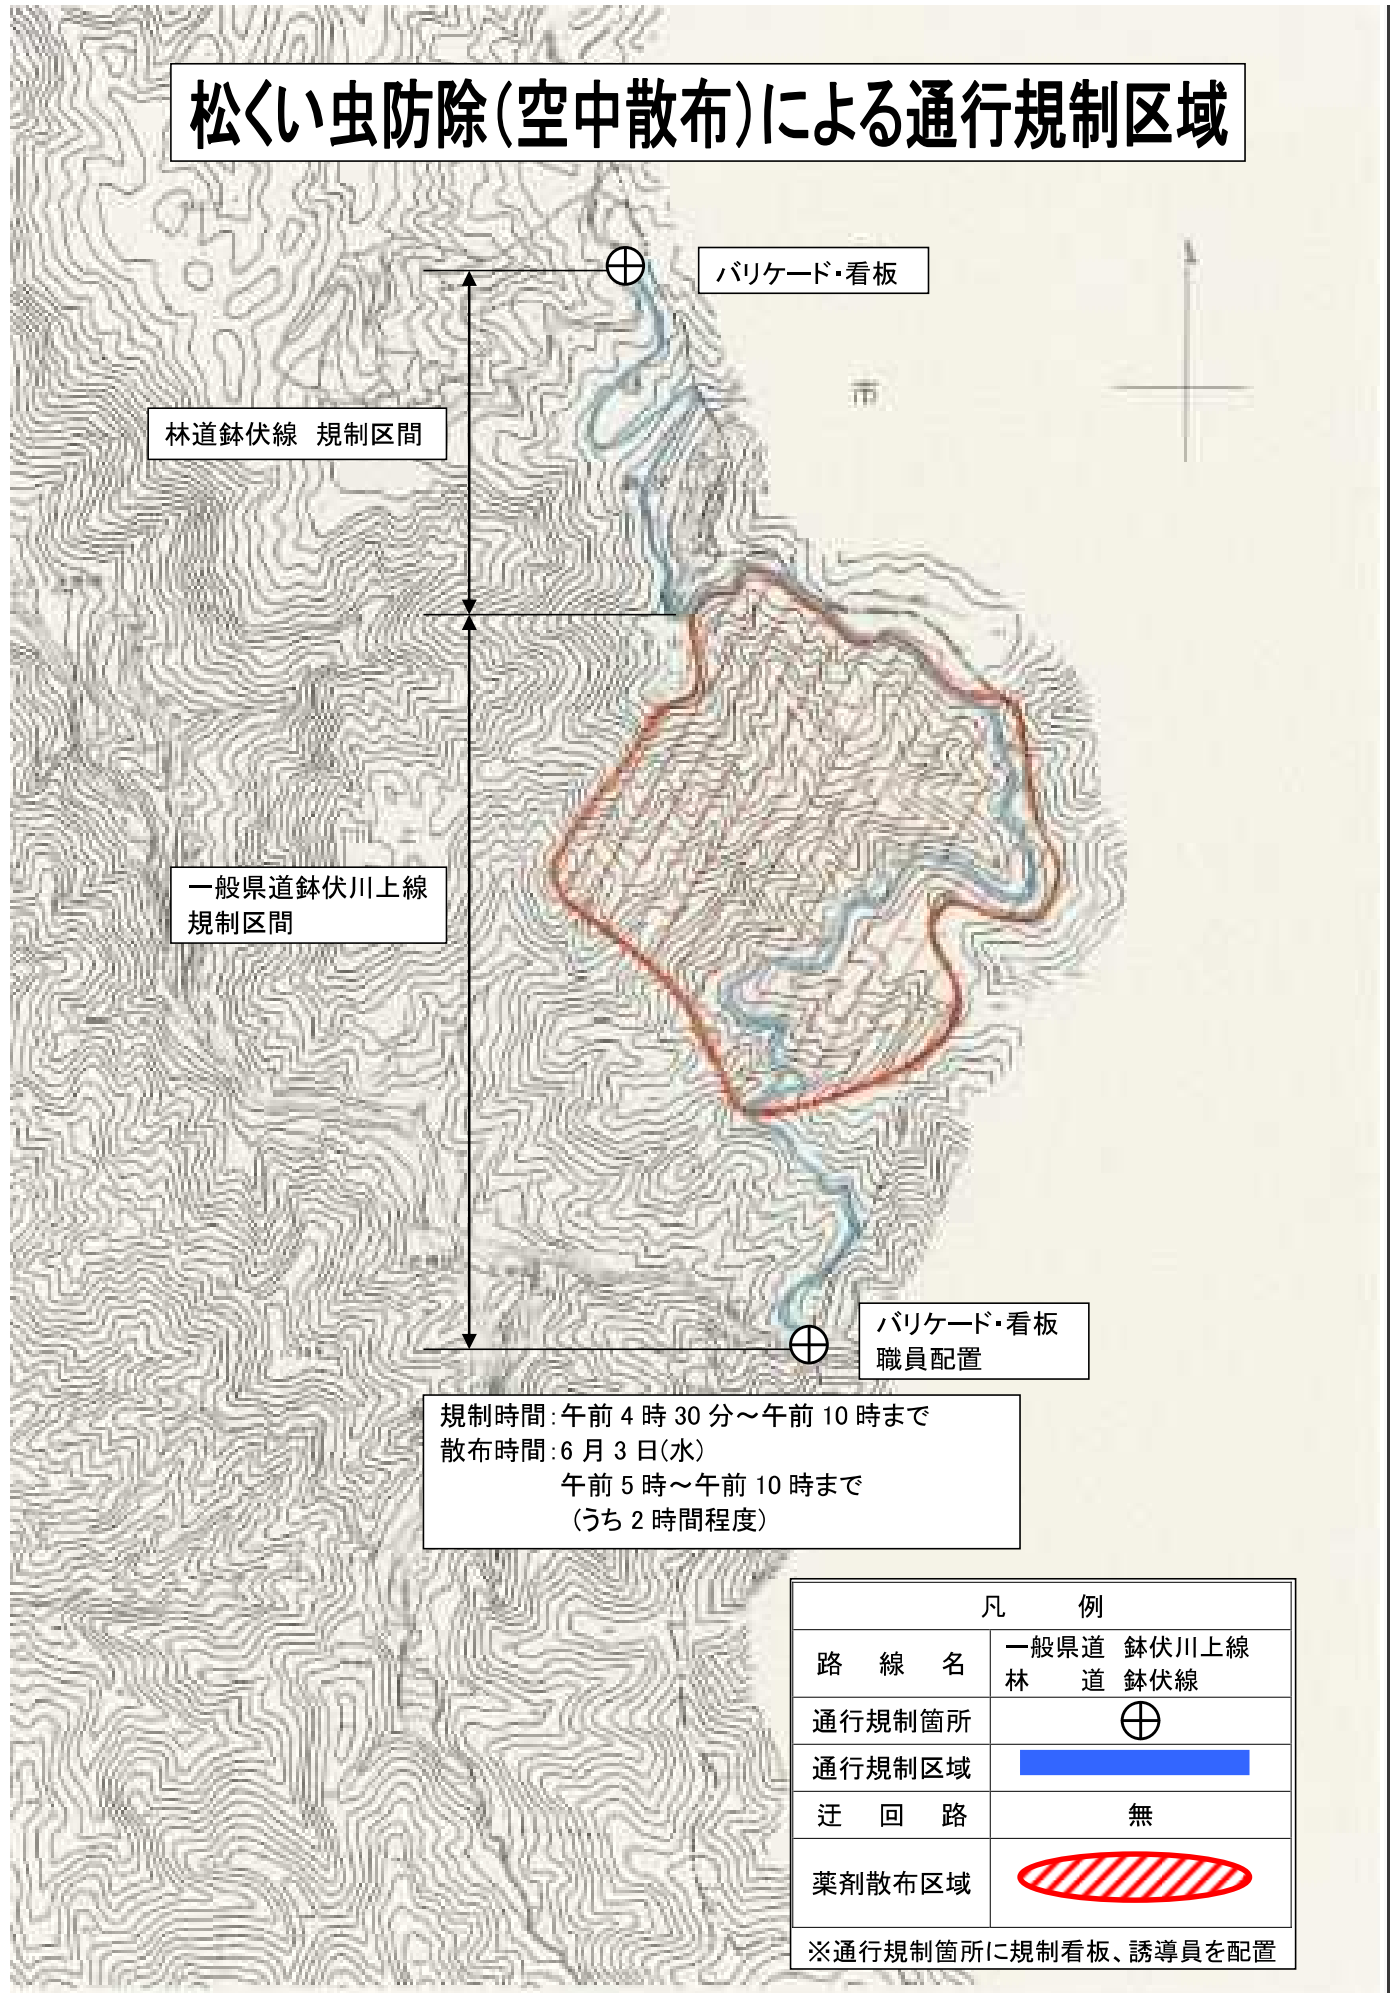 松くい虫防除(空中散布)による通行規制区域
バリケード・看板
市
林道鉢伏線 規制区間
一般県道鉢伏川上線
規制区間
バリケード・看板
職員配置
規制時間:午前 4 時 30 分～午前 10 時まで
散布時間:6 月 3 日(水)
午前 5 時～午前 10 時まで
(うち 2 時間程度)
凡 例
路 線 名 一般県道 鉢伏川上線
林 道 鉢伏線
通行規制箇所
通行規制区域
迂 回 路 無
薬剤散布区域
※通行規制箇所に規制看板、誘導員を配置